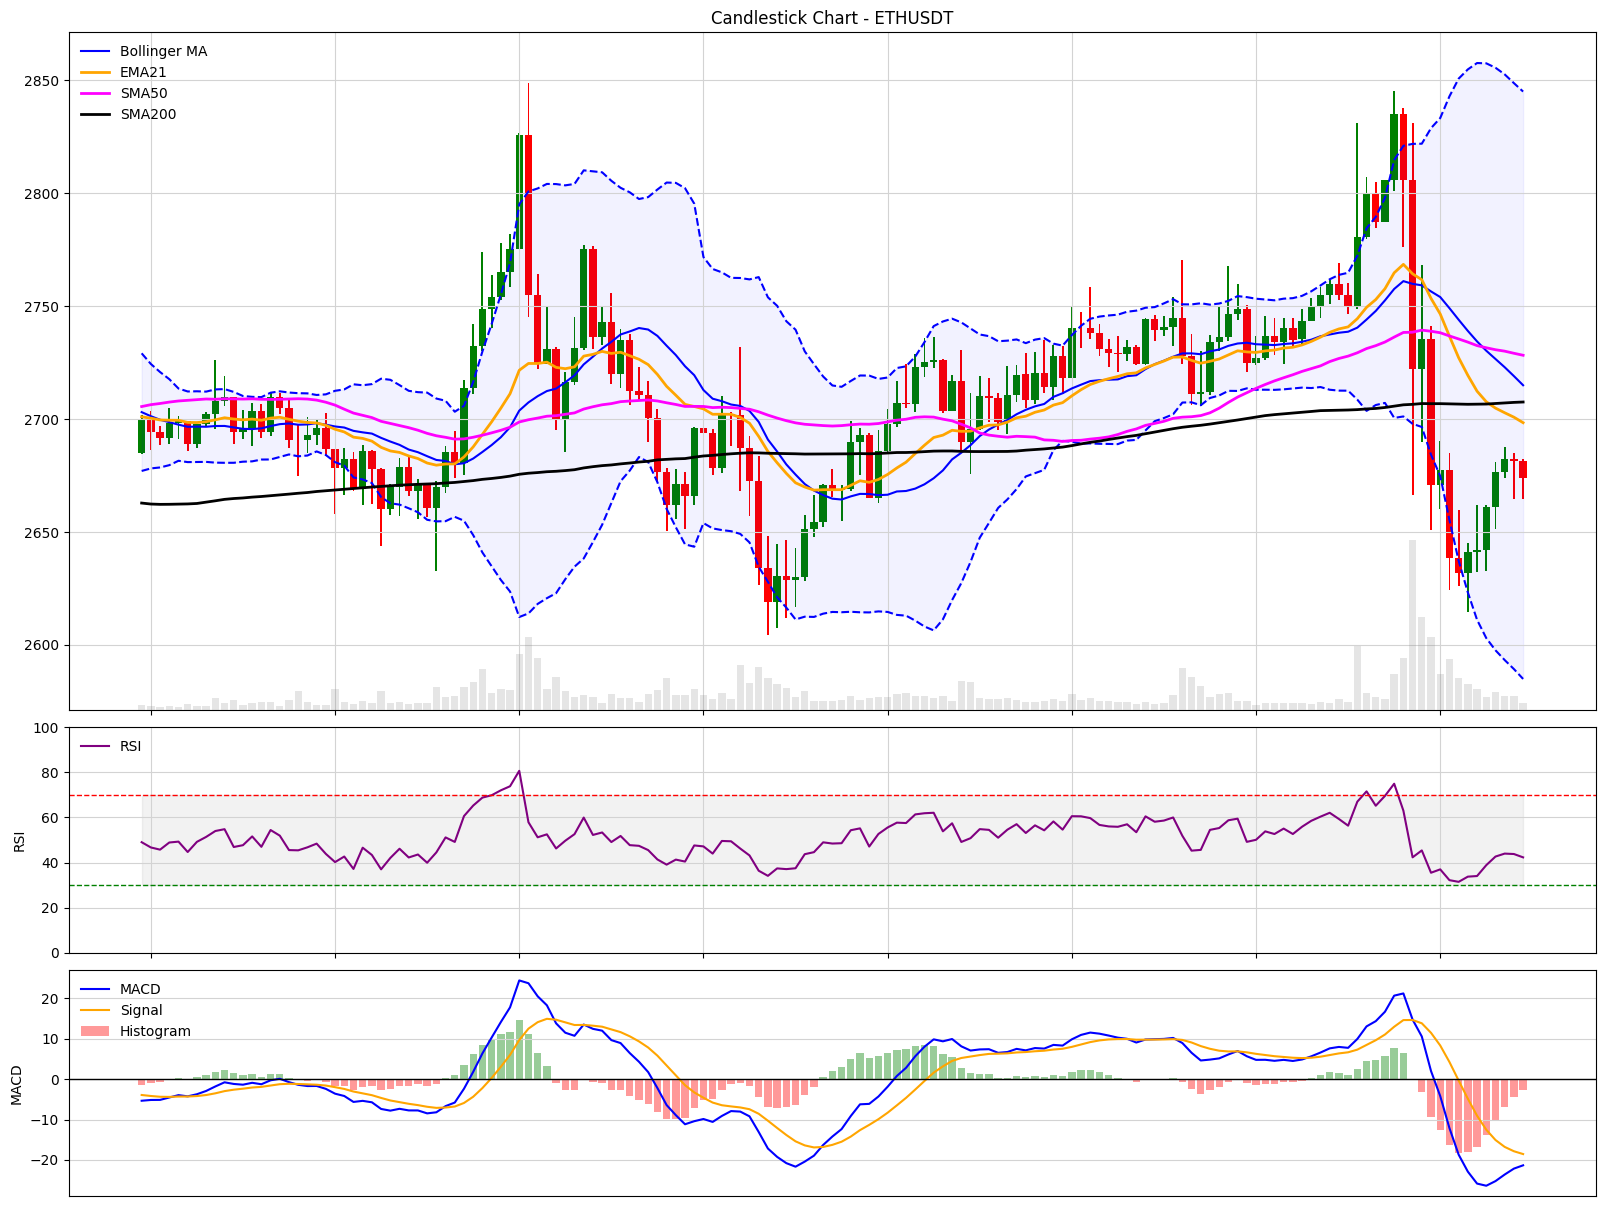 Candlestick Chart - ETHUSDT
Bollinger MA
EMA21
SMA50
SMA200
2850
2800
2750
2700
2650
2600
RSI
100
80
60
40
20
0
RSI
MACD
Signal
Histogram
20
10
0
−10
−20
MACD